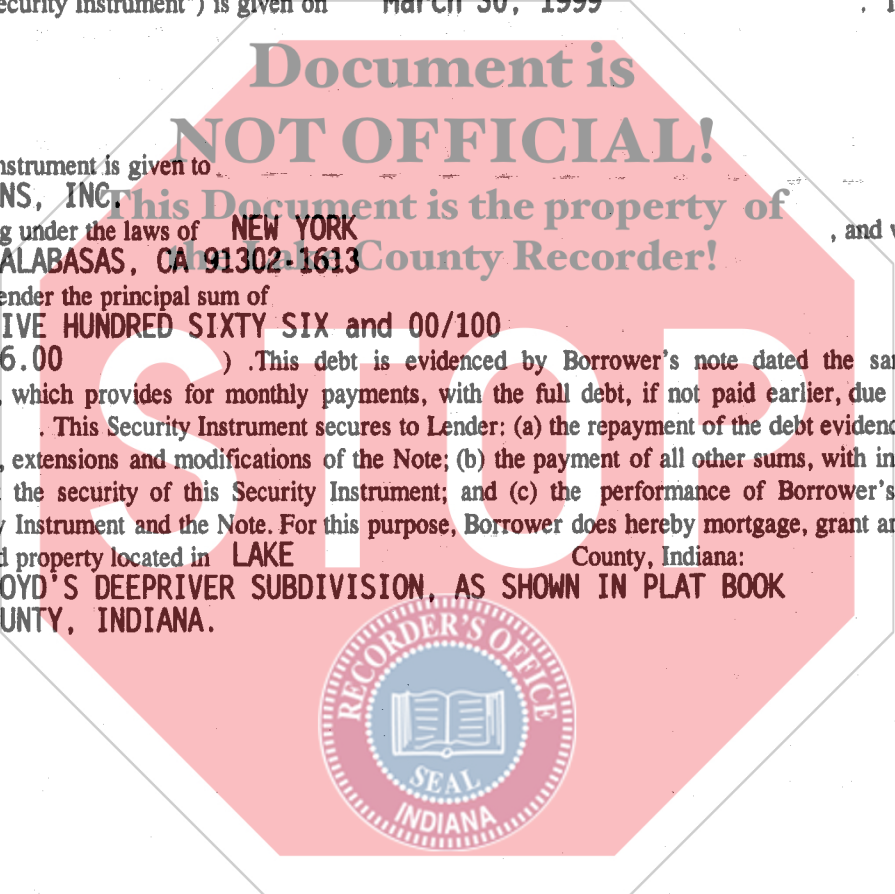 ecurity Instrument") is given on March 30, 1999 .
Document is
NOT OFFICIAL!
nstrument is given to
NS, INC.
This Document is the property of
g under the laws of NEW YORK , and
the Lake County Recorder!
ALABASAS, CA 91302-1613
ender the principal sum of
IVE HUNDRED SIXTY SIX and 00/100
6.00 ) .This debt is evidenced by Borrower's note dated the sa
, which provides for monthly payments, with the full debt, if not paid earlier, due
. This Security Instrument secures to Lender: (a) the repayment of the debt evidenc
, extensions and modifications of the Note; (b) the payment of all other sums, with in
the security of this Security Instrument; and (c) the performance of Borrower's
y Instrument and the Note. For this purpose, Borrower does hereby mortgage, grant a
d property located in LAKE County, Indiana:
OYD'S DEEPRIVER SUBDIVISION, AS SHOWN IN PLAT BOOK
UNTY, INDIANA.
STOP
RECORDER'S OFFICE
SEAL
INDIANA